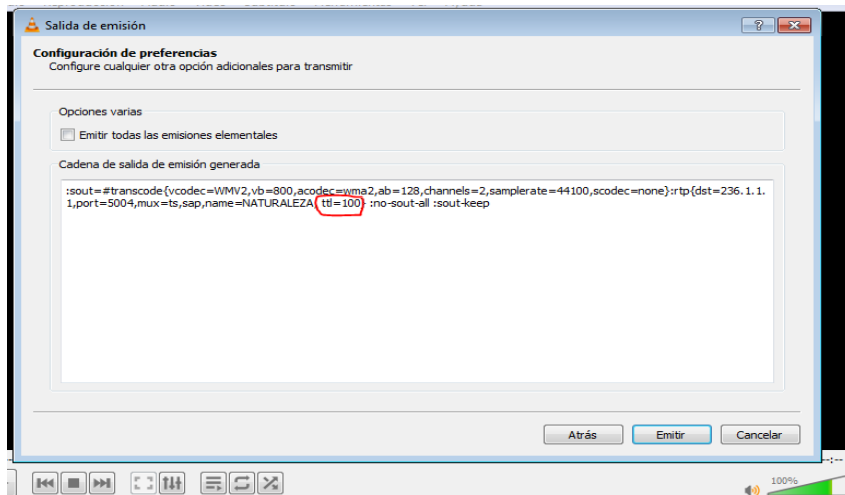 Salida de emisión
Configuración de preferencias
Configure cualquier otra opción adicionales para transmitir
Opciones varias
Emitir todas las emisiones elementales
Cadena de salida de emisión generada
:sout=#transcode{vcodec=WMV2,vb=800,acodec=wma2,ab=128,channels=2,samplerate=44100,scodec=none}:rtp{dst=236.1.1.
1,port=5004,mux=ts,sap,name=NATURALEZA, ttl=100} :no-sout-all :sout-keep
Atrás Emitir Cancelar
--:--
100%